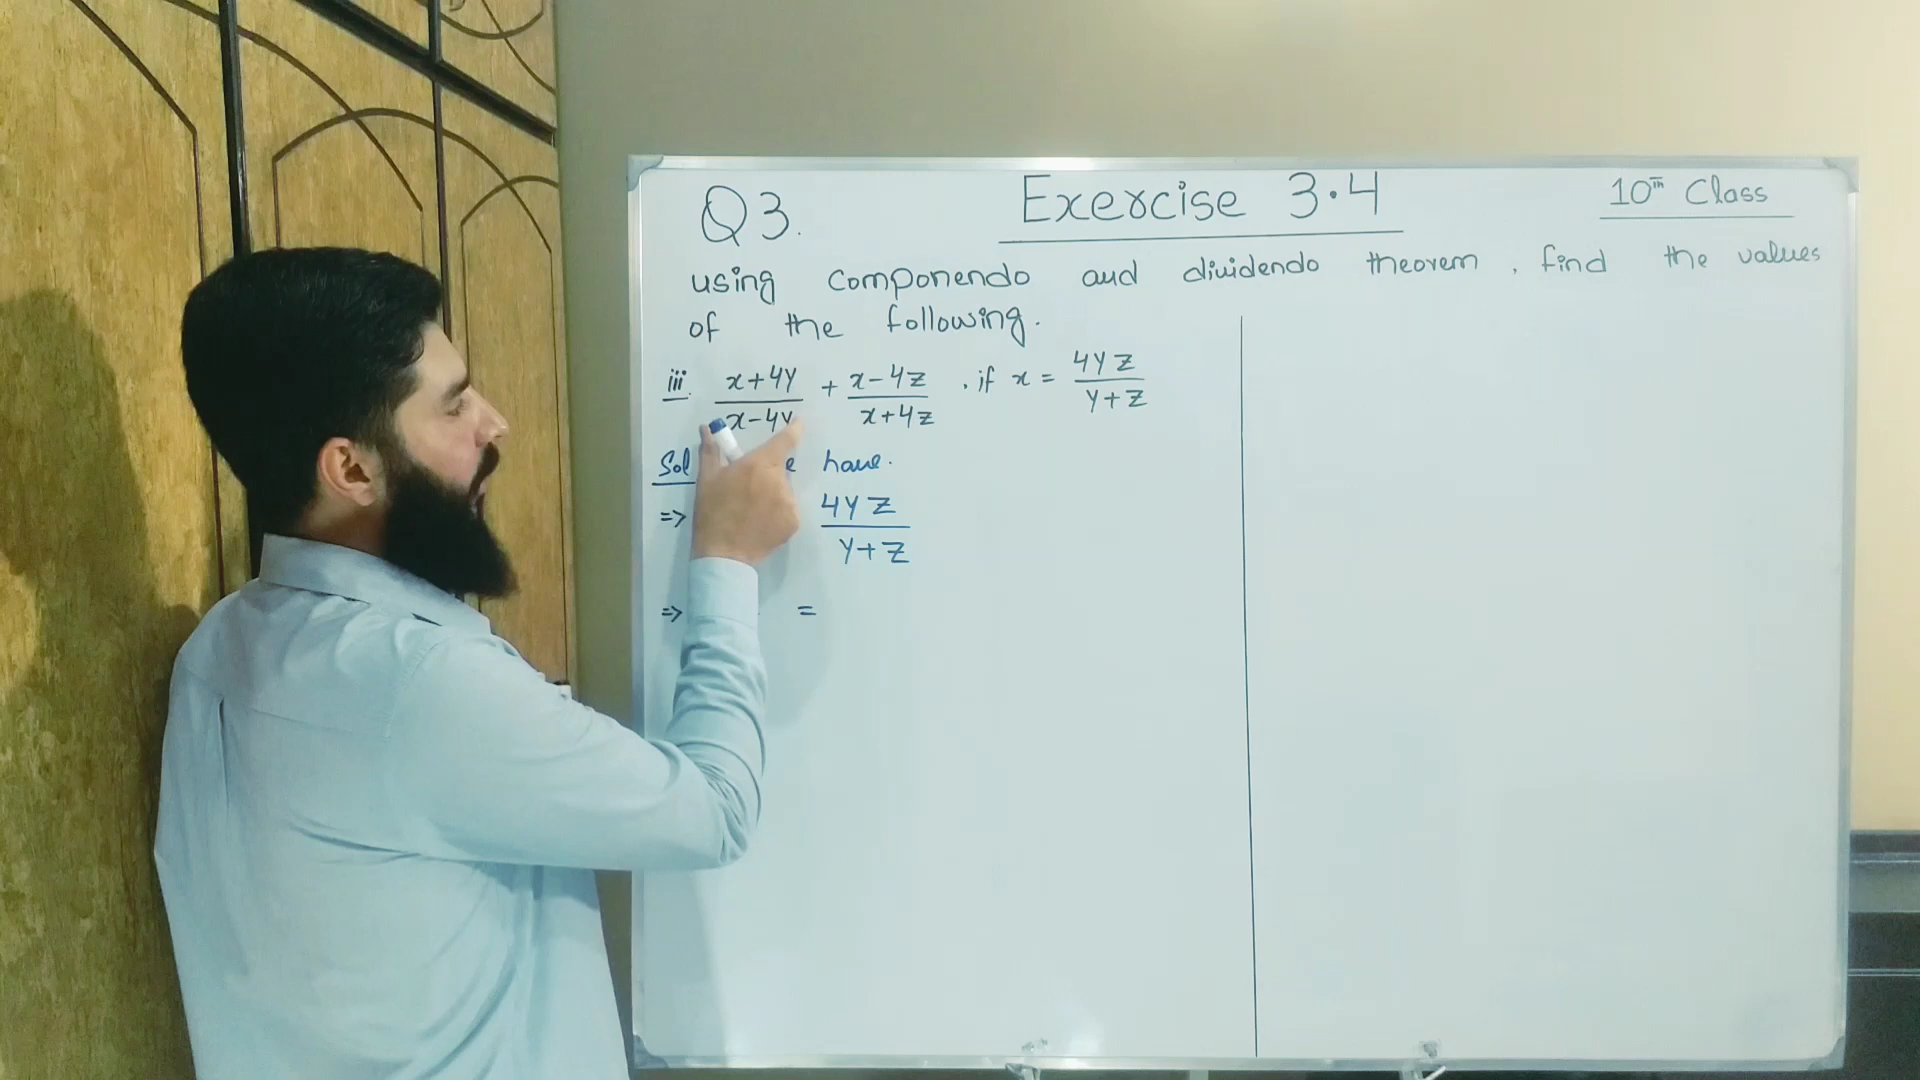 Q3. Exercise 3.4 10th Class
using componendo and dividendo theorem, find the values
of the following.
iii. x+4y/x-4y + x-4z/x+4z , if x = 4yz/y+z
Sol have.
=> 4yz/y+z
=> =